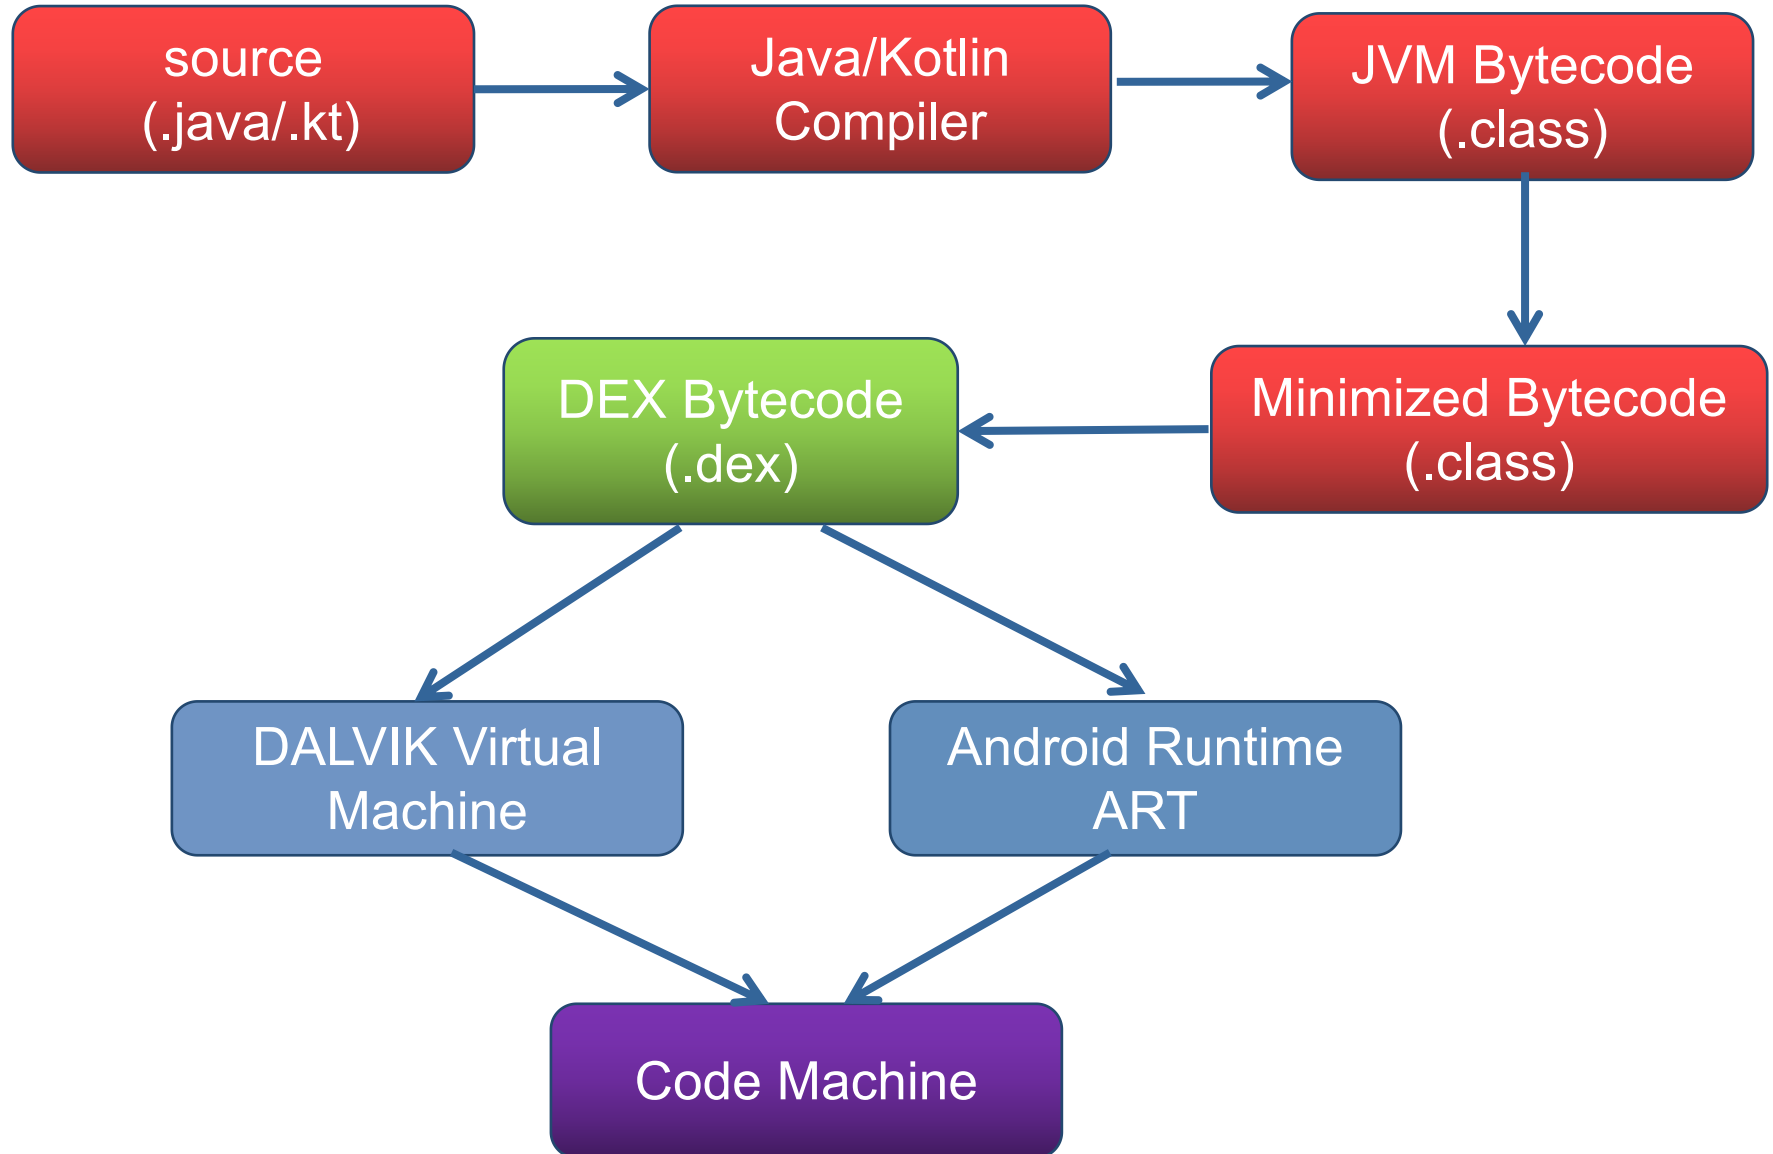 source
(.java/.kt)
Java/Kotlin
Compiler
JVM Bytecode
(.class)
Minimized Bytecode
(.class)
DEX Bytecode
(.dex)
DALVIK Virtual
Machine
Android Runtime
ART
Code Machine